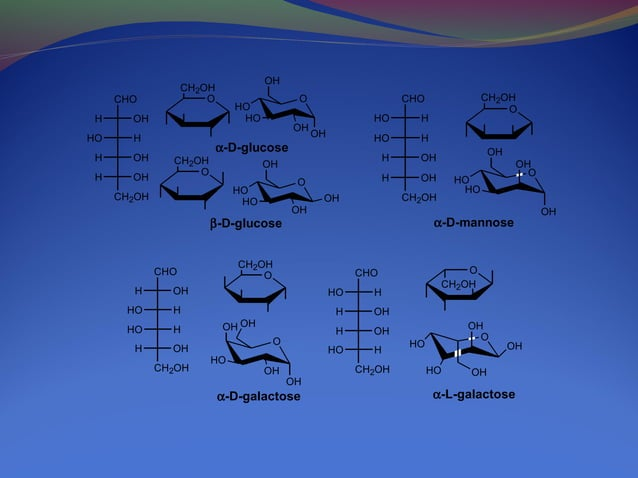 CHO
H OH
HO H
H OH
H OH
CH₂OH
CH₂OH
O
OH
O
HO
HO
OH
OH
α-D-glucose
CH₂OH
O
OH
O
HO
HO
OH
OH
β-D-glucose
CHO
HO H
HO H
H OH
H OH
CH₂OH
CH₂OH
O
OH
OH
O
HO
HO
OH
α-D-mannose
CHO
H OH
HO H
HO H
H OH
CH₂OH
CH₂OH
O
OH OH
O
HO
OH
OH
α-D-galactose
CHO
HO H
H OH
H OH
HO H
CH₂OH
O
CH₂OH
OH
O
HO
OH
HO
OH
α-L-galactose